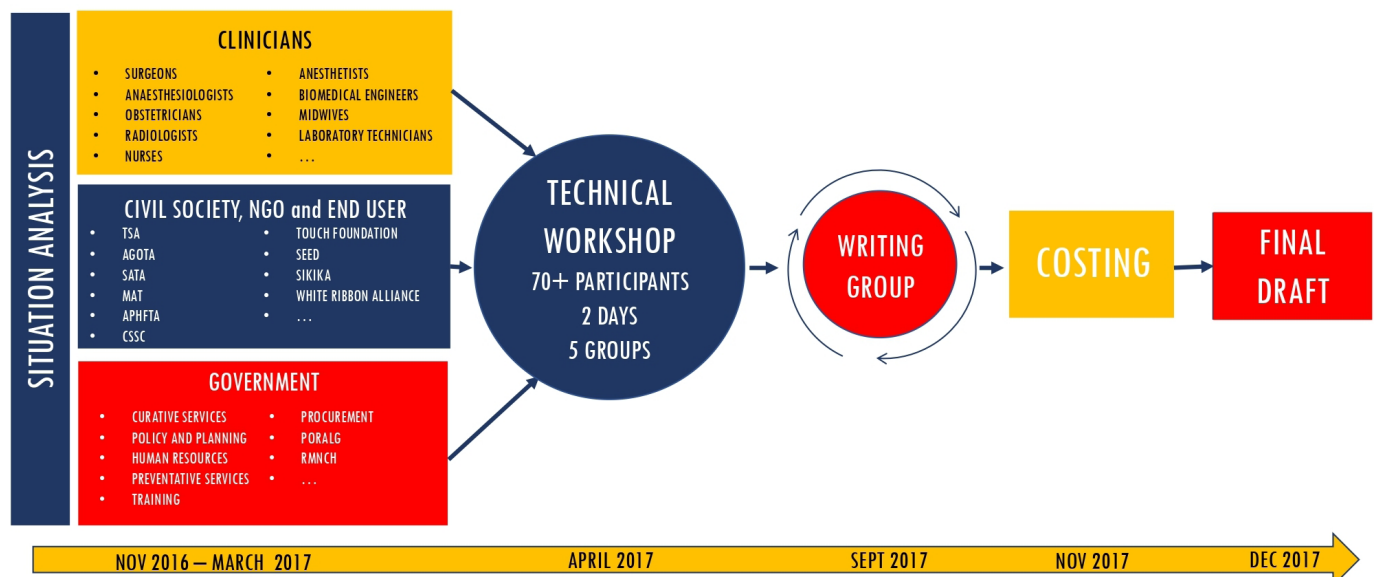 SITUATION ANALYSIS
CLINICIANS
• SURGEONS
• ANAESTHESIOLOGISTS
• OBSTETRICIANS
• RADIOLOGISTS
• NURSES
• ANESTHETISTS
• BIOMEDICAL ENGINEERS
• MIDWIVES
• LABORATORY TECHNICIANS
• ...
CIVIL SOCIETY, NGO and END USER
• TSA
• AGOTA
• SATA
• MAT
• APHFTA
• CSSC
• TOUCH FOUNDATION
• SEED
• SIKIKA
• WHITE RIBBON ALLIANCE
• ...
GOVERNMENT
• CURATIVE SERVICES
• POLICY AND PLANNING
• HUMAN RESOURCES
• PREVENTATIVE SERVICES
• TRAINING
• PROCUREMENT
• PORALG
• RMNCH
• ...
TECHNICAL
WORKSHOP
70+ PARTICIPANTS
2 DAYS
5 GROUPS
WRITING
GROUP
COSTING
FINAL
DRAFT
NOV 2016 – MARCH 2017
APRIL 2017
SEPT 2017
NOV 2017
DEC 2017